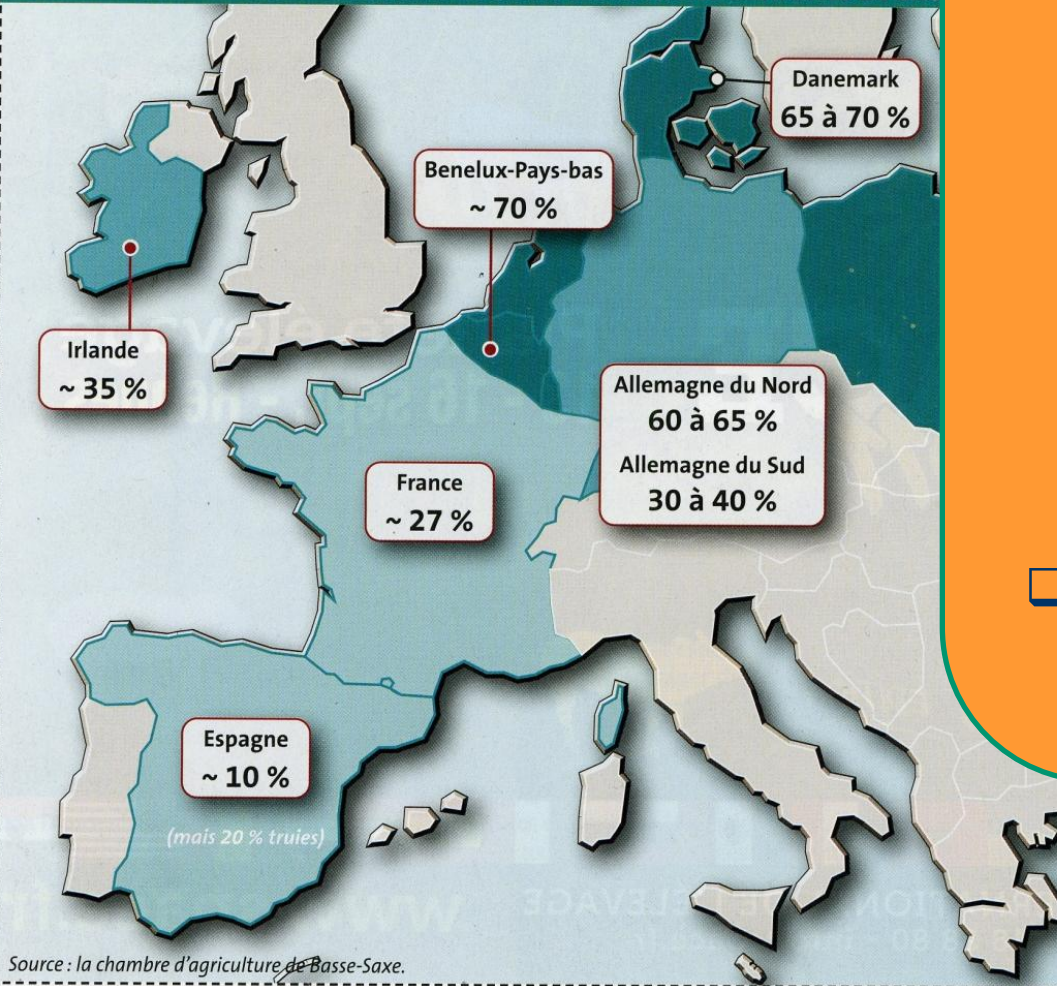 Danemark
65 à 70 %
Benelux-Pays-bas
~ 70 %
Irlande
~ 35 %
Allemagne du Nord
60 à 65 %
Allemagne du Sud
30 à 40 %
France
~ 27 %
Espagne
~ 10 %
(mais 20 % truies)
Source : la chambre d'agriculture de Basse-Saxe.